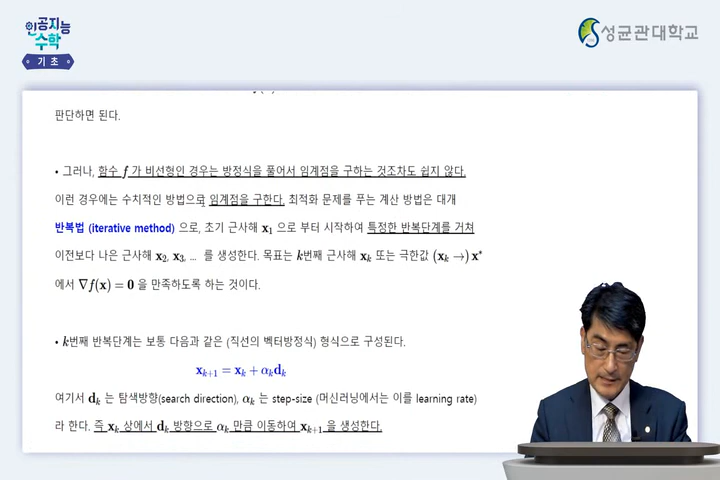 인공지능
수학
기초
성균관대학교
판단하면 된다.
• 그러나, 함수 f 가 비선형인 경우는 방정식을 풀어서 임계점을 구하는 것조차도 쉽지 않다.
이런 경우에는 수치적인 방법으로 임계점을 구한다. 최적화 문제를 푸는 계산 방법은 대개
반복법 (iterative method) 으로, 초기 근사해 x₁ 으로 부터 시작하여 특정한 반복단계를 거쳐
이전보다 나은 근사해 x₂, x₃, ... 를 생성한다. 목표는 k번째 근사해 xₖ 또는 극한값 (xₖ →) x*
에서 ∇f(x) = 0 을 만족하도록 하는 것이다.
• k번째 반복단계는 보통 다음과 같은 (직선의 벡터방정식) 형식으로 구성된다.
xₖ₊₁ = xₖ + αₖdₖ
여기서 dₖ 는 탐색방향(search direction), αₖ 는 step-size (머신러닝에서는 이를 learning rate)
라 한다. 즉 xₖ 상에서 dₖ 방향으로 αₖ 만큼 이동하여 xₖ₊₁ 을 생성한다.